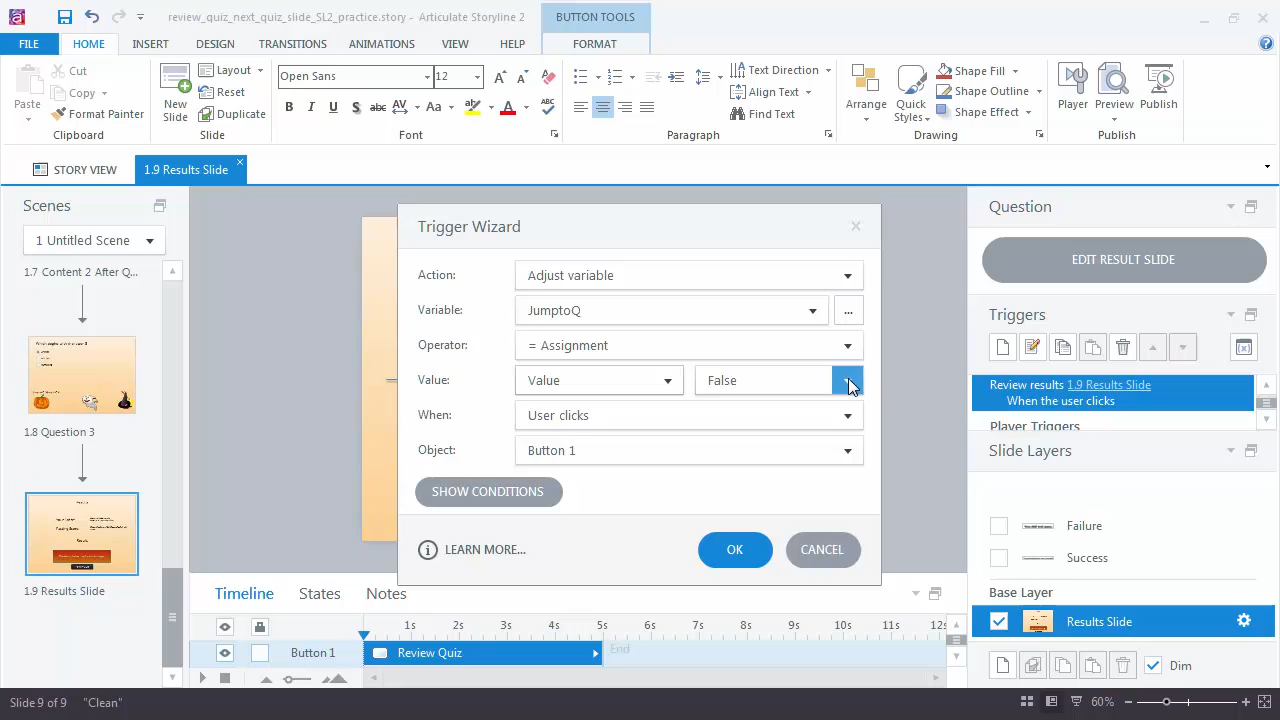 review_quiz_next_quiz_slide_SL2_practice.story - Articulate Storyline 2
BUTTON TOOLS
FILE
HOME
INSERT
DESIGN
TRANSITIONS
ANIMATIONS
VIEW
HELP
FORMAT
Paste
Cut
Copy
Format Painter
Clipboard
New Slide
Layout
Reset
Duplicate
Slide
Open Sans
12
B I U S abc AV Aa A ABC
Font
Text Direction
Align Text
Find Text
Paragraph
Arrange
Quick Styles
Shape Fill
Shape Outline
Shape Effect
Drawing
Player
Preview
Publish
Publish
STORY VIEW
1.9 Results Slide
Scenes
1 Untitled Scene
1.7 Content 2 After Q...
1.8 Question 3
1.9 Results Slide
Trigger Wizard
Action:
Adjust variable
Variable:
JumptoQ
...
Operator:
= Assignment
Value:
Value
False
When:
User clicks
Object:
Button 1
SHOW CONDITIONS
LEARN MORE...
OK
CANCEL
Question
EDIT RESULT SLIDE
Triggers
Review results 1.9 Results Slide
When the user clicks
Player Triggers
Slide Layers
Failure
Success
Base Layer
Results Slide
Dim
Timeline
States
Notes
1s 2s 3s 4s 5s 6s 7s 8s 9s 10s 11s 12s
Button 1
Review Quiz
End
Slide 9 of 9
"Clean"
60%